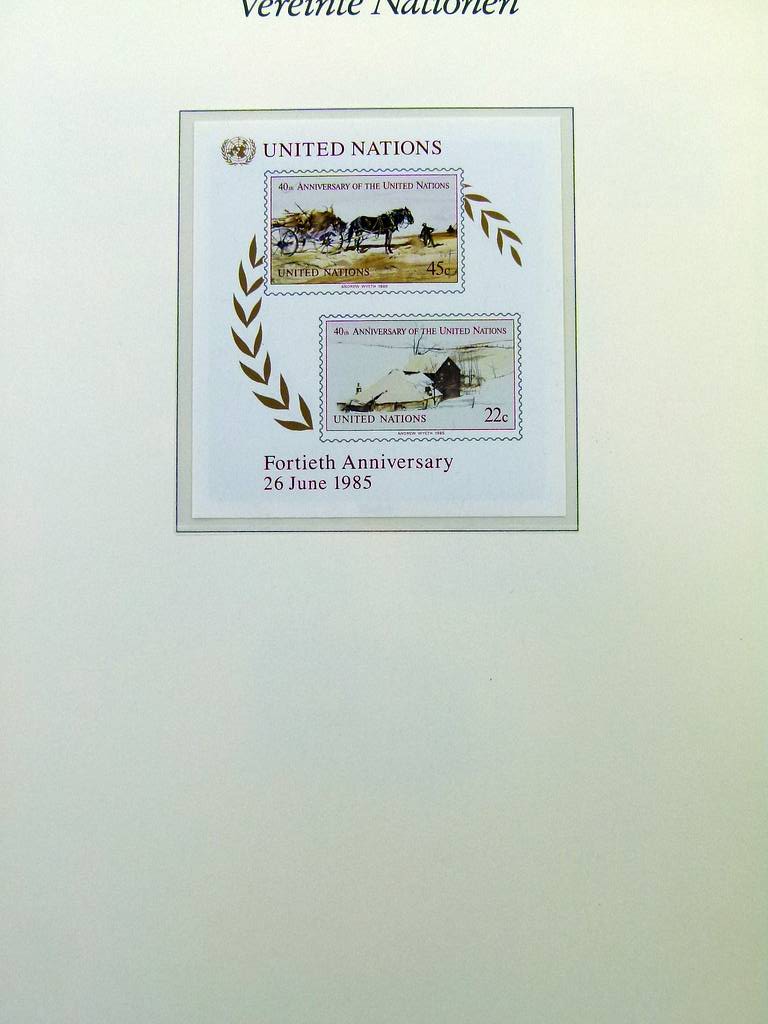 Vereinte Nationen
UNITED NATIONS
40th ANNIVERSARY OF THE UNITED NATIONS
UNITED NATIONS 45c
ANDREW WYETH 1985
40th ANNIVERSARY OF THE UNITED NATIONS
UNITED NATIONS 22c
ANDREW WYETH 1985
Fortieth Anniversary
26 June 1985